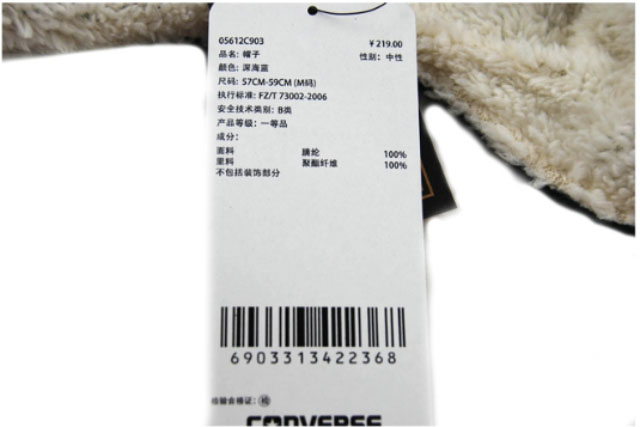 05612C903 ￥219.00
品名: 帽子 性别: 中性
颜色: 深海蓝
尺码: 57CM-59CM (M码)
执行标准: FZ/T 73002-2006
安全技术类别: B类
产品等级: 一等品
成分:
面料 腈纶 100%
里料 聚酯纤维 100%
不包括装饰部分
6903313422368
检验合格证:
CONVERSE